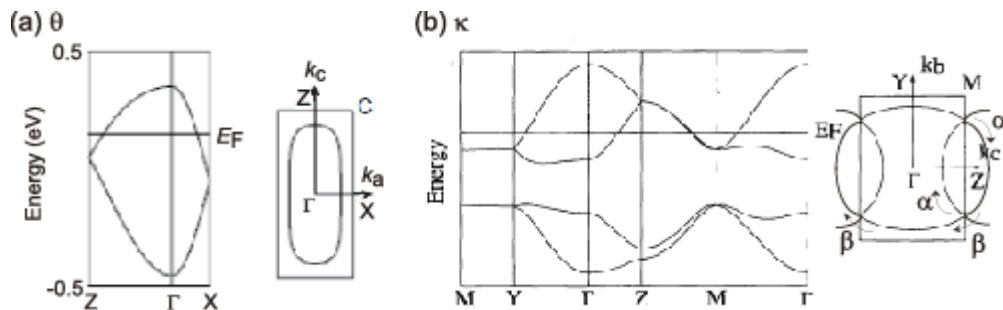 (a) θ
0.5
Energy (eV)
-0.5
EF
Z Γ X
kc
Z
C
ka
Γ
X
(b) κ
Energy
EF
M Y Γ Z M Γ
kb
Y
M
α
kc
Γ
Z
α
β
β